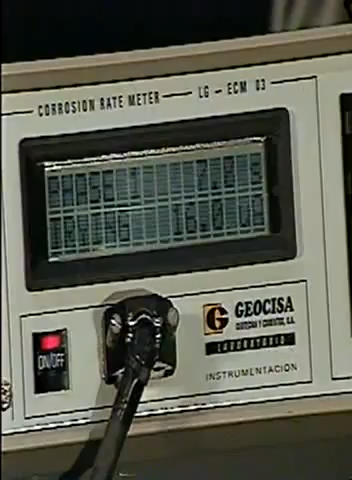 CORROSION RATE METER LG - ECM 03
ON/OFF
G GEOCISA
GEOTECNIA Y CIMIENTOS, S.A.
LABORATORIO
INSTRUMENTACION